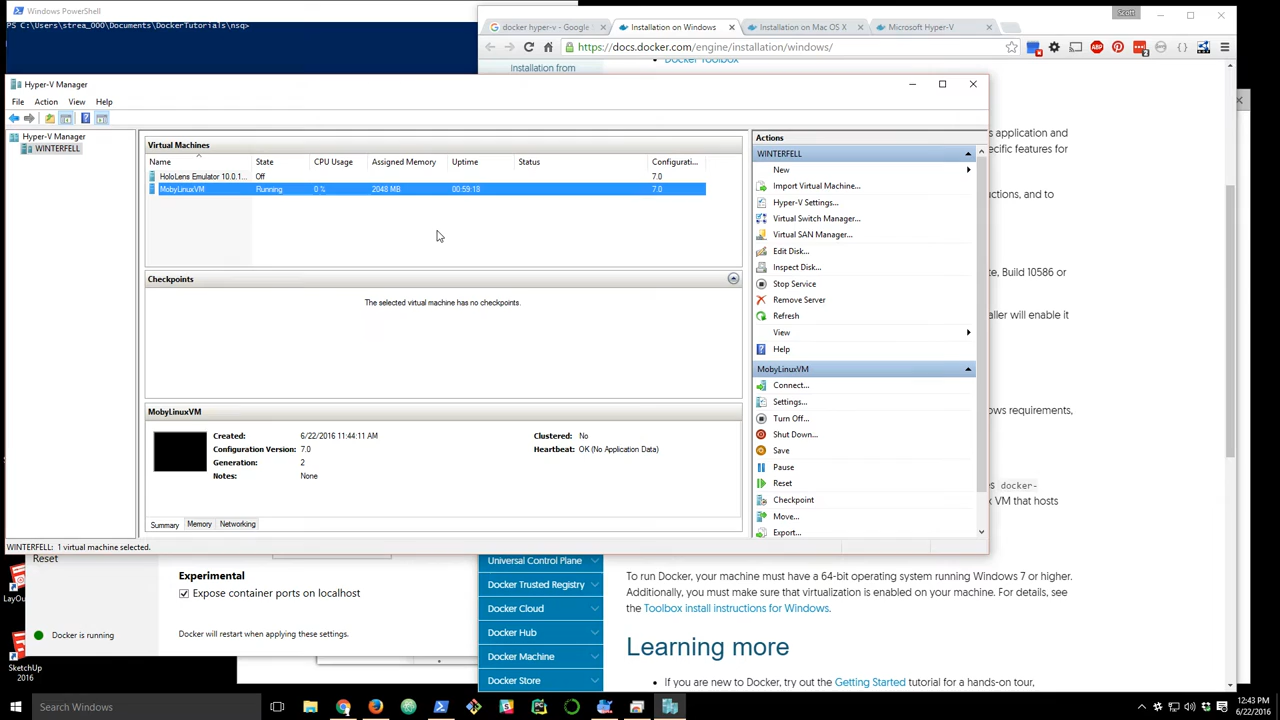 Windows PowerShell
PS C:\Users\strea_000\Documents\DockerTutorials\nsq>
docker hyper-v - Google
Installation on Windows
Installation on Mac OS X
Microsoft Hyper-V
Scott
https://docs.docker.com/engine/installation/windows/
Installation from
Docker Toolbox
Hyper-V Manager
File Action View Help
Hyper-V Manager
WINTERFELL
Virtual Machines
Name State CPU Usage Assigned Memory Uptime Status Configurati...
HoloLens Emulator 10.0.1... Off 7.0
MobyLinuxVM Running 0 % 2048 MB 00:59:18 7.0
Checkpoints
The selected virtual machine has no checkpoints.
MobyLinuxVM
Created: 6/22/2016 11:44:11 AM
Configuration Version: 7.0
Generation: 2
Notes: None
Clustered: No
Heartbeat: OK (No Application Data)
Summary Memory Networking
WINTERFELL: 1 virtual machine selected.
Actions
WINTERFELL
New
Import Virtual Machine...
Hyper-V Settings...
Virtual Switch Manager...
Virtual SAN Manager...
Edit Disk...
Inspect Disk...
Stop Service
Remove Server
Refresh
View
Help
MobyLinuxVM
Connect...
Settings...
Turn Off...
Shut Down...
Save
Pause
Reset
Checkpoint
Move...
Export...
s application and
ecific features for
uctions, and to
te, Build 10586 or
aller will enable it
ows requirements,
es docker-
x VM that hosts
Reset
Experimental
Expose container ports on localhost
Docker is running
Docker will restart when applying these settings.
Universal Control Plane
Docker Trusted Registry
Docker Cloud
Docker Hub
Docker Machine
Docker Store
To run Docker, your machine must have a 64-bit operating system running Windows 7 or higher.
Additionally, you must make sure that virtualization is enabled on your machine. For details, see
the Toolbox install instructions for Windows.
Learning more
If you are new to Docker, try out the Getting Started tutorial for a hands-on tour,
LayOu
SketchUp
2016
Search Windows
12:43 PM
6/22/2016